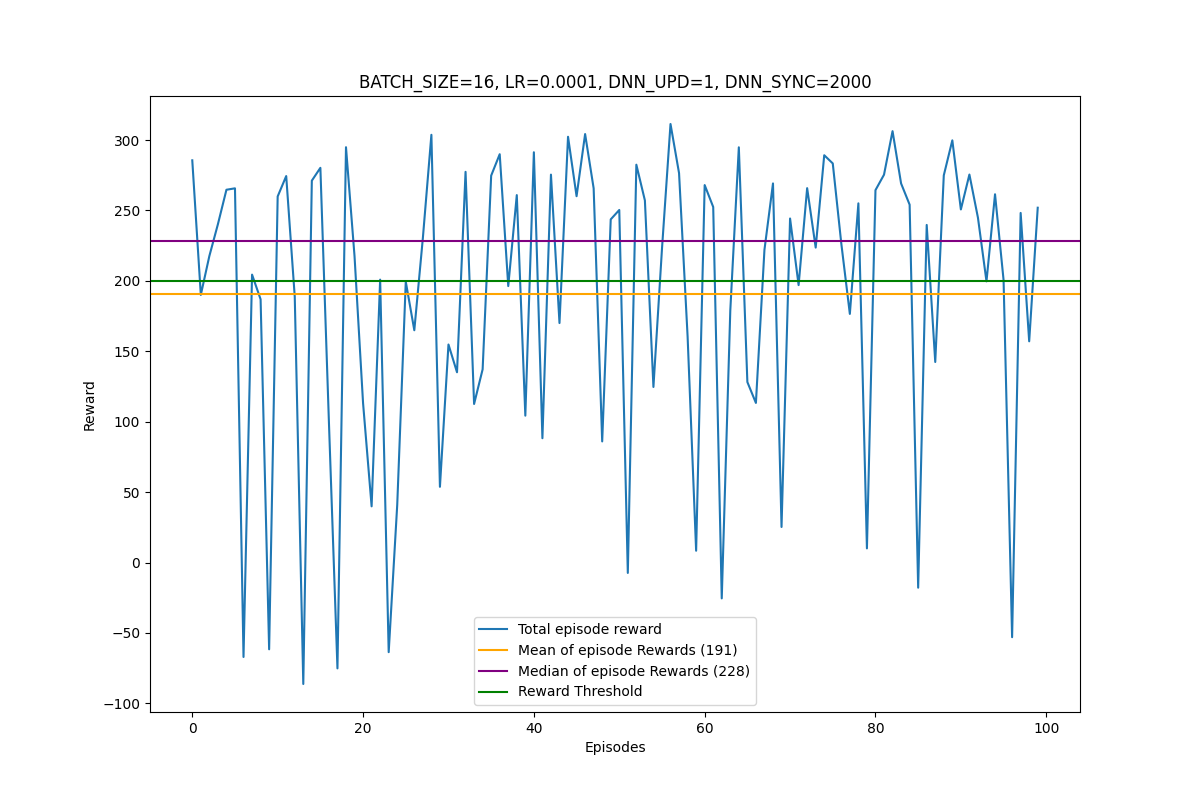 BATCH_SIZE=16, LR=0.0001, DNN_UPD=1, DNN_SYNC=2000
300
250
200
150
100
50
0
−50
−100
Reward
Total episode reward
Mean of episode Rewards (191)
Median of episode Rewards (228)
Reward Threshold
0 20 40 60 80 100
Episodes